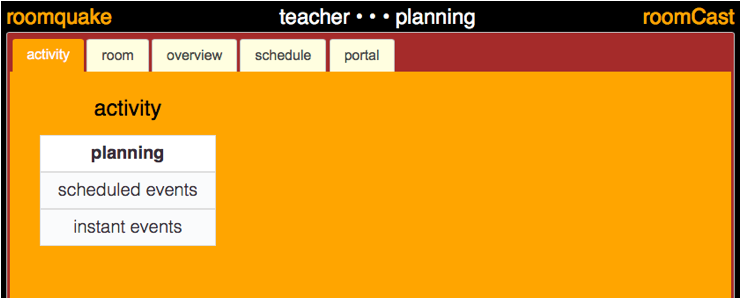 roomquake teacher • • • planning roomCast
activity room overview schedule portal
activity
planning
scheduled events
instant events